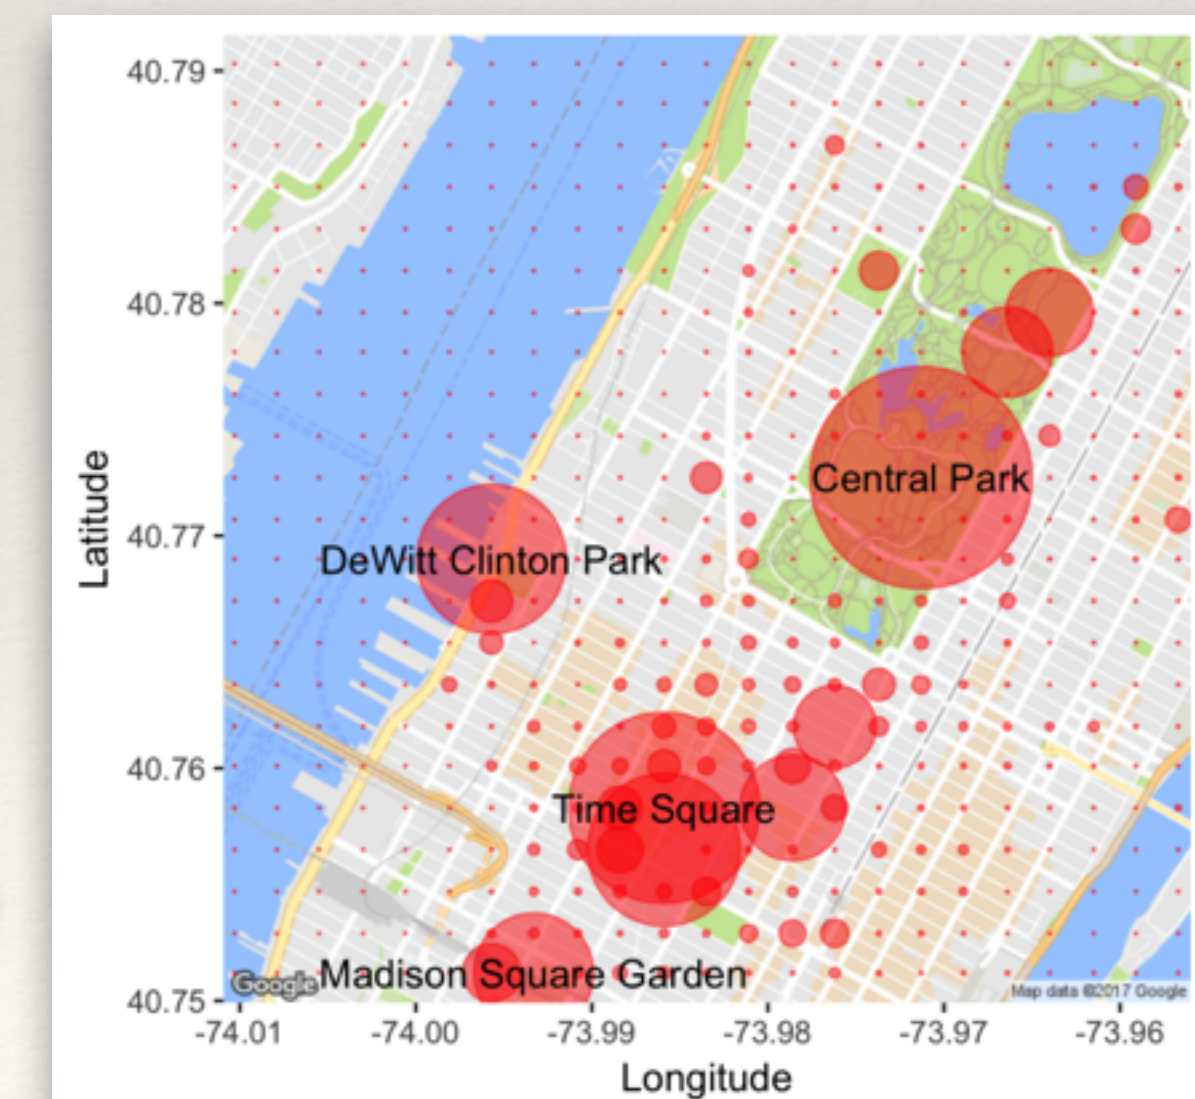 40.79
40.78
Central Park
Latitude
40.77
DeWitt Clinton Park
40.76
Time Square
Google
Madison Square Garden
40.75
Map data ©2017 Google
-74.01
-74.00
-73.99
-73.98
-73.97
-73.96
Longitude